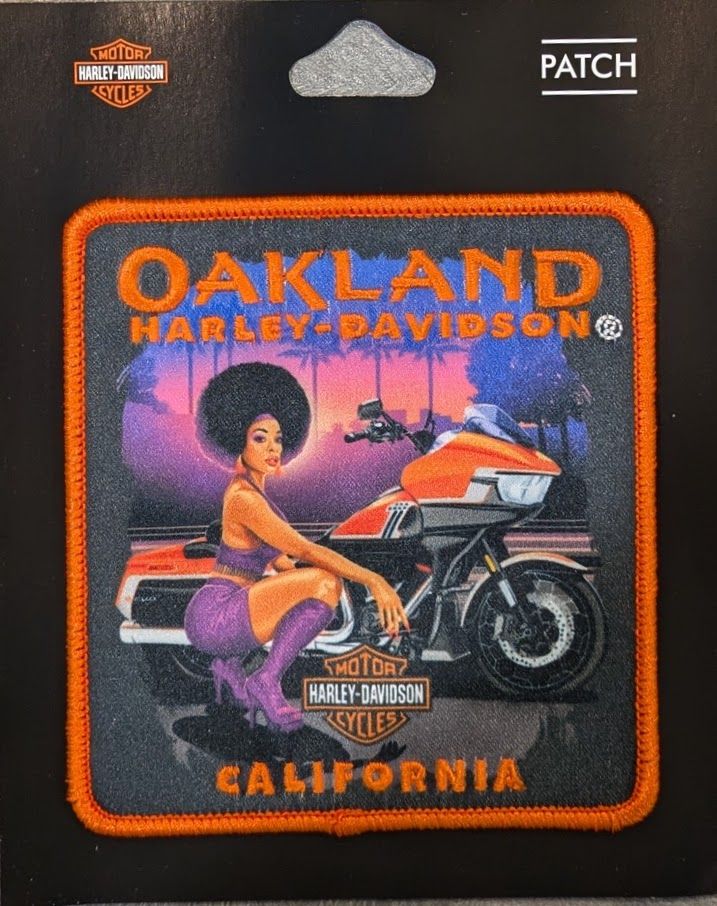 MOTOR
HARLEY-DAVIDSON
CYCLES
PATCH
OAKLAND
HARLEY-DAVIDSON®
MOTOR
HARLEY-DAVIDSON
CYCLES
CALIFORNIA